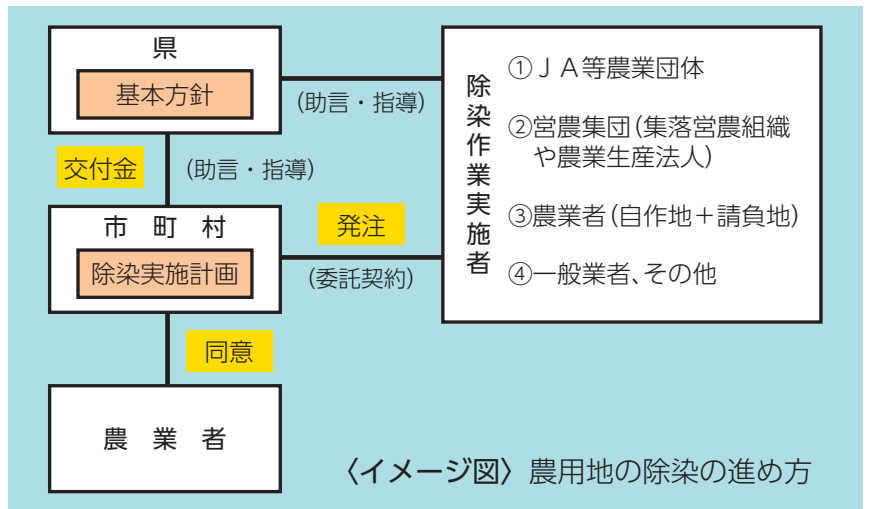 県
基本方針
(助言・指導)
交付金
(助言・指導)
市町村
除染実施計画
発注
(委託契約)
同意
農業者
除染作業実施者
①ＪＡ等農業団体
②営農集団(集落営農組織
や農業生産法人)
③農業者(自作地＋請負地)
④一般業者、その他
〈イメージ図〉農用地の除染の進め方